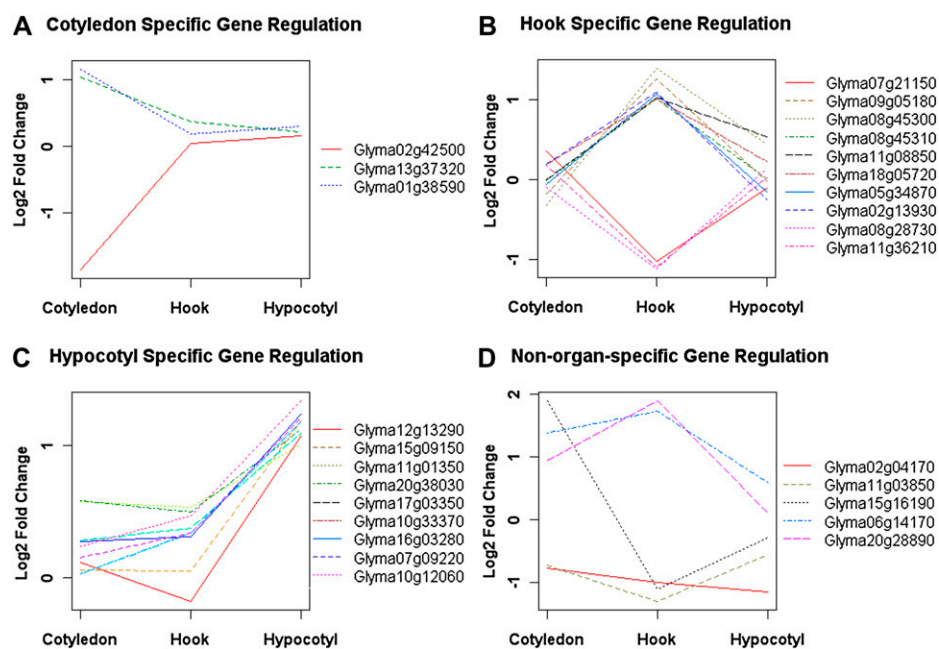 A Cotyledon Specific Gene Regulation
Log2 Fold Change
1
0
-1
Cotyledon Hook Hypocotyl
Glyma02g42500
Glyma13g37320
Glyma01g38590
B Hook Specific Gene Regulation
Log2 Fold Change
1
0
-1
Cotyledon Hook Hypocotyl
Glyma07g21150
Glyma09g05180
Glyma08g45300
Glyma08g45310
Glyma11g08850
Glyma18g05720
Glyma05g34870
Glyma02g13930
Glyma08g28730
Glyma11g36210
C Hypocotyl Specific Gene Regulation
Log2 Fold Change
1
0
Cotyledon Hook Hypocotyl
Glyma12g13290
Glyma15g09150
Glyma11g01350
Glyma20g38030
Glyma17g03350
Glyma10g33370
Glyma16g03280
Glyma07g09220
Glyma10g12060
D Non-organ-specific Gene Regulation
Log2 Fold Change
2
1
0
-1
Cotyledon Hook Hypocotyl
Glyma02g04170
Glyma11g03850
Glyma15g16190
Glyma06g14170
Glyma20g28890